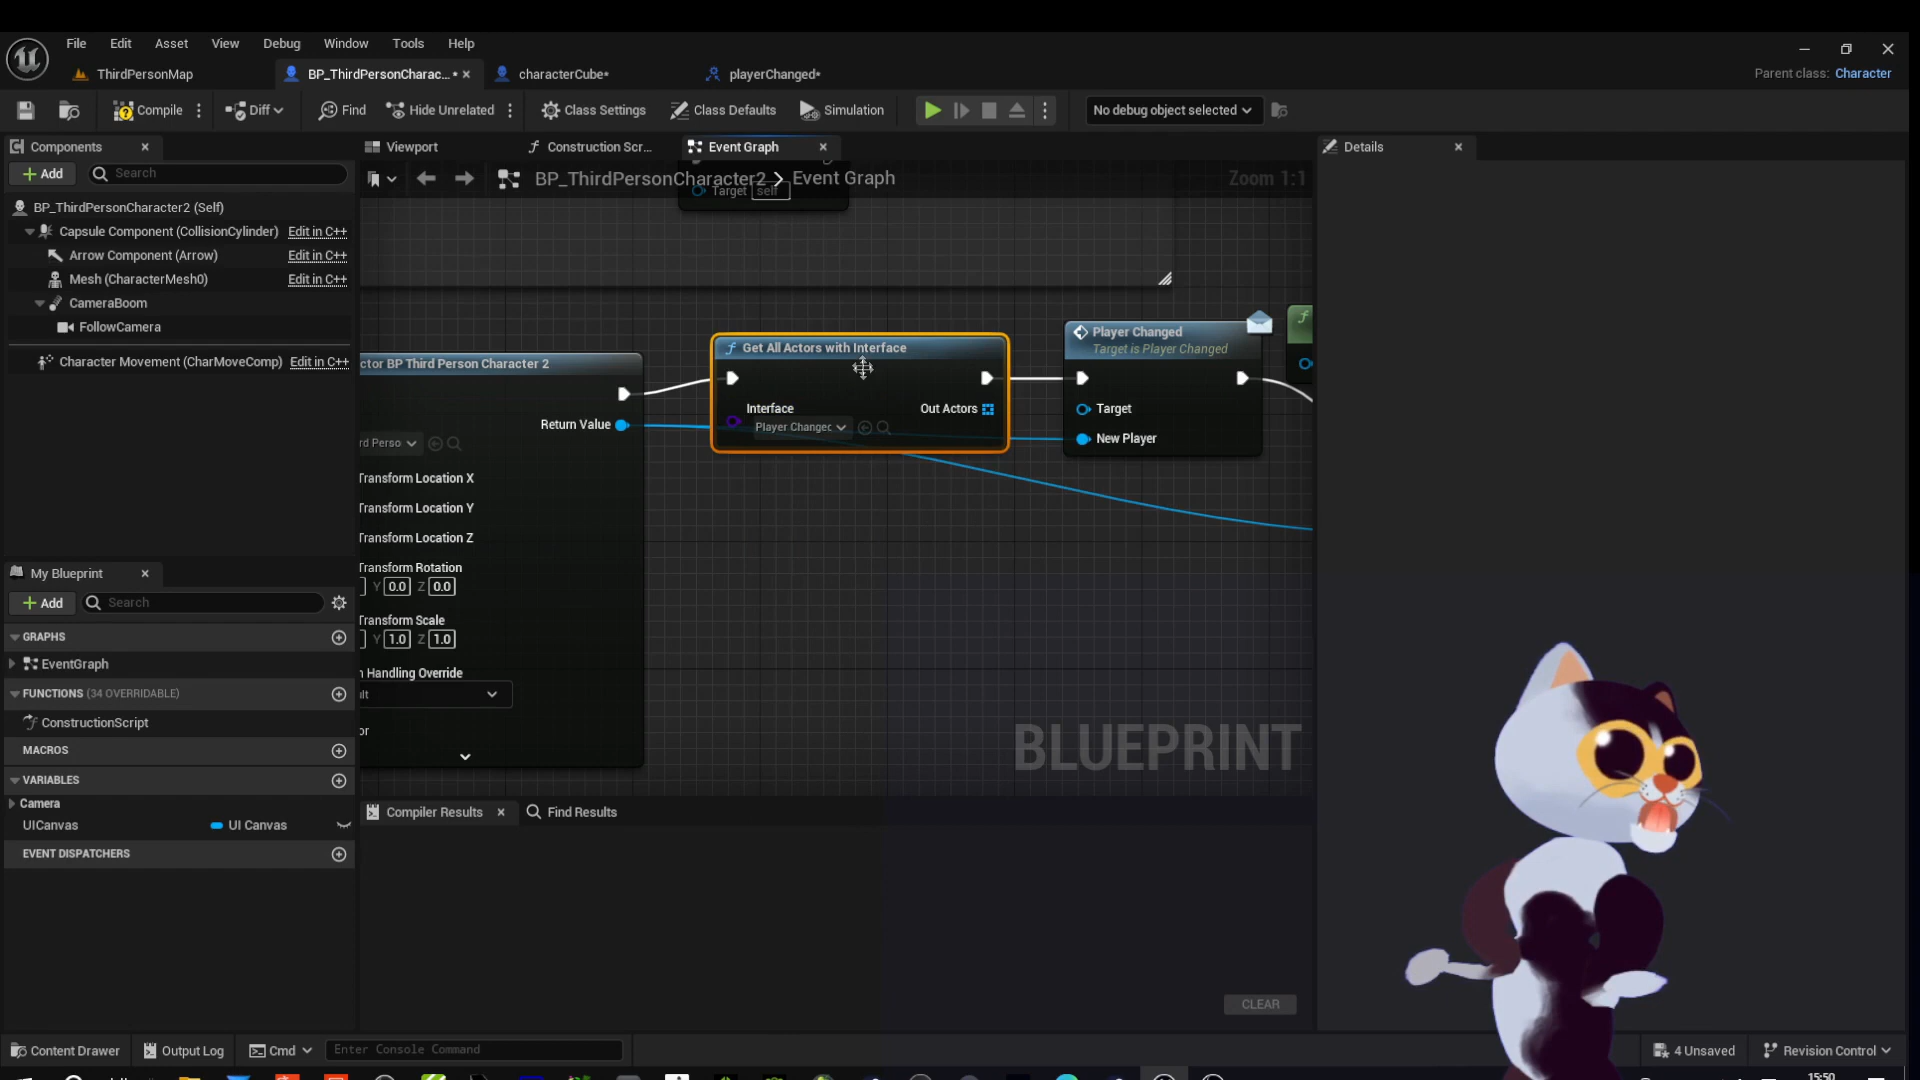 File Edit Asset View Debug Window Tools Help
ThirdPersonMap
BP_ThirdPersonCharac... •
characterCube*
playerChanged*
Parent class: Character
Compile
Diff
Find
Hide Unrelated
Class Settings
Class Defaults
Simulation
No debug object selected
Components
Viewport
Construction Scr...
Event Graph
Details
Add
Search
BP_ThirdPersonCharacter2 > Event Graph
Zoom 1:1
Target self
BP_ThirdPersonCharacter2 (Self)
Capsule Component (CollisionCylinder) Edit in C++
Arrow Component (Arrow) Edit in C++
Mesh (CharacterMesh0) Edit in C++
CameraBoom
FollowCamera
Character Movement (CharMoveComp) Edit in C++
ctor BP Third Person Character 2
Return Value
rd Perso
Transform Location X
Transform Location Y
Transform Location Z
Transform Rotation
Y 0.0 Z 0.0
Transform Scale
Y 1.0 Z 1.0
n Handling Override
ult
or
Get All Actors with Interface
Interface
Player Changec
Out Actors
Player Changed
Target is Player Changed
Target
New Player
BLUEPRINT
My Blueprint
Add
Search
GRAPHS
EventGraph
FUNCTIONS (34 OVERRIDABLE)
ConstructionScript
MACROS
VARIABLES
Camera
UICanvas UI Canvas
EVENT DISPATCHERS
Compiler Results
Find Results
CLEAR
Content Drawer
Output Log
Cmd
Enter Console Command
4 Unsaved
Revision Control
15:50